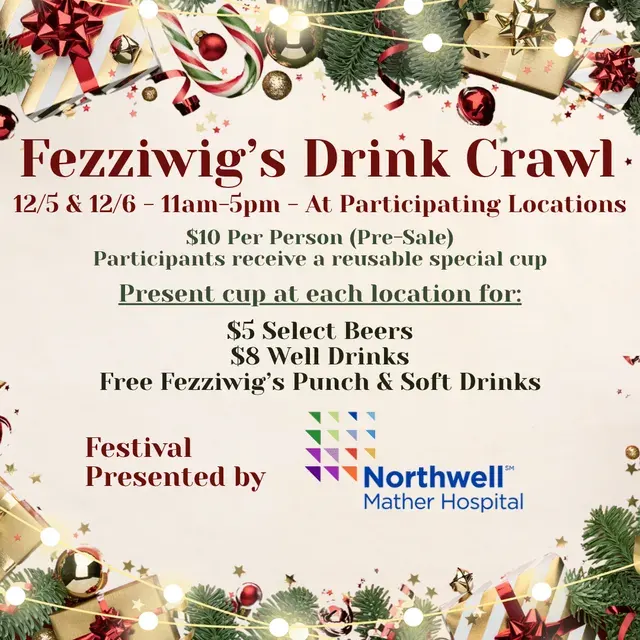 Fezziwig's Drink Crawl
12/5 & 12/6 - 11am-5pm - At Participating Locations
$10 Per Person (Pre-Sale)
Participants receive a reusable special cup
Present cup at each location for:
$5 Select Beers
$8 Well Drinks
Free Fezziwig's Punch & Soft Drinks
Festival
Presented by
Northwell℠
Mather Hospital